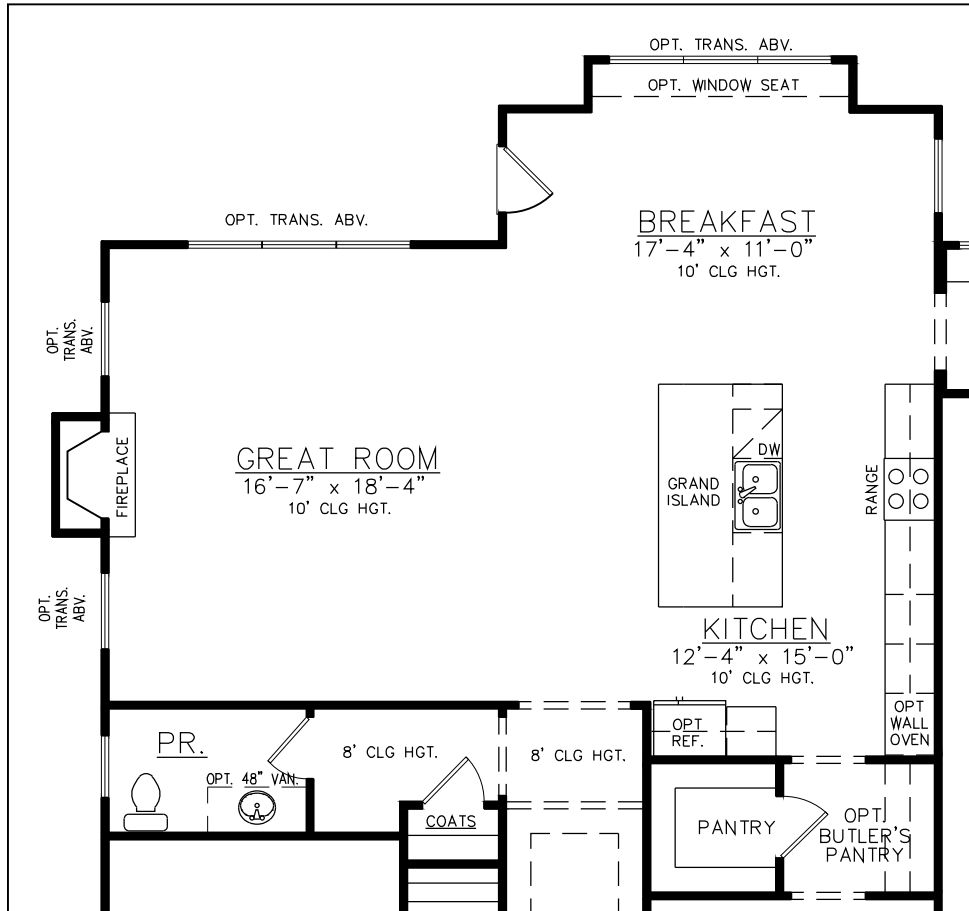 OPT. TRANS. ABV.
OPT. WINDOW SEAT
OPT. TRANS. ABV.
BREAKFAST
17'-4" x 11'-0"
10' CLG HGT.
OPT.
TRANS.
ABV.
FIREPLACE
GREAT ROOM
16'-7" x 18'-4"
10' CLG HGT.
DW
GRAND
ISLAND
RANGE
OPT.
TRANS.
ABV.
KITCHEN
12'-4" x 15'-0"
10' CLG HGT.
OPT
REF.
OPT
WALL
OVEN
PR.
8' CLG HGT.
8' CLG HGT.
OPT. 48" VAN.
COATS
PANTRY
OPT.
BUTLER'S
PANTRY